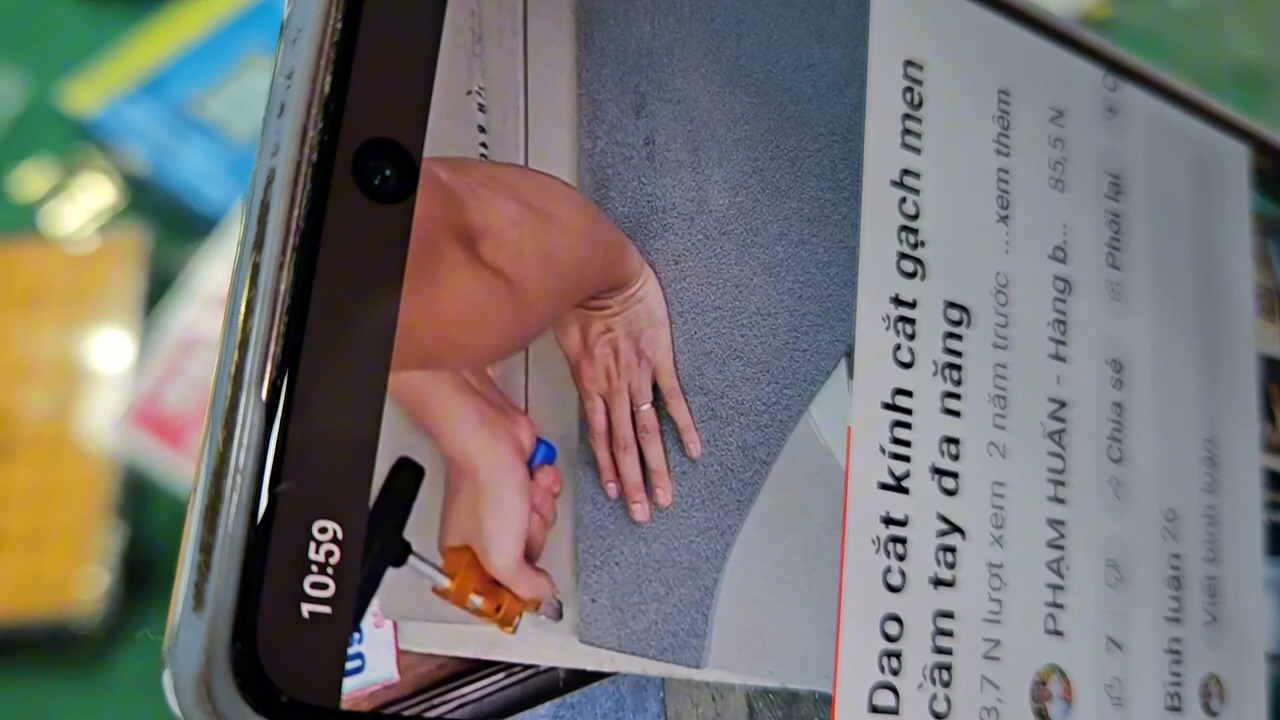 10:59
Dao cắt kính cắt gạch men
cầm tay đa năng
3,7 N lượt xem 2 năm trước ...xem thêm
PHẠM HUẤN - Hàng b... 85,5 N
7 Chia sẻ Phối lại
Bình luận 26
Viết bình luận...